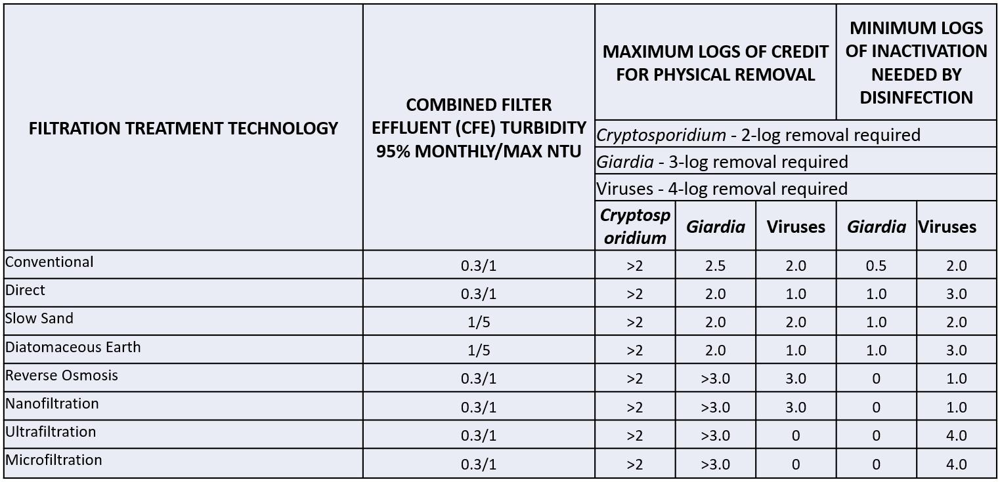 FILTRATION TREATMENT TECHNOLOGY
COMBINED FILTER
EFFLUENT (CFE) TURBIDITY
95% MONTHLY/MAX NTU
MAXIMUM LOGS OF CREDIT
FOR PHYSICAL REMOVAL
MINIMUM LOGS
OF INACTIVATION
NEEDED BY
DISINFECTION
Cryptosporidium - 2-log removal required
Giardia - 3-log removal required
Viruses - 4-log removal required
Cryptosp
oridium
Giardia
Viruses
Giardia
Viruses
Conventional 0.3/1 >2 2.5 2.0 0.5 2.0
Direct 0.3/1 >2 2.0 1.0 1.0 3.0
Slow Sand 1/5 >2 2.0 2.0 1.0 2.0
Diatomaceous Earth 1/5 >2 2.0 1.0 1.0 3.0
Reverse Osmosis 0.3/1 >2 >3.0 3.0 0 1.0
Nanofiltration 0.3/1 >2 >3.0 3.0 0 1.0
Ultrafiltration 0.3/1 >2 >3.0 0 0 4.0
Microfiltration 0.3/1 >2 >3.0 0 0 4.0